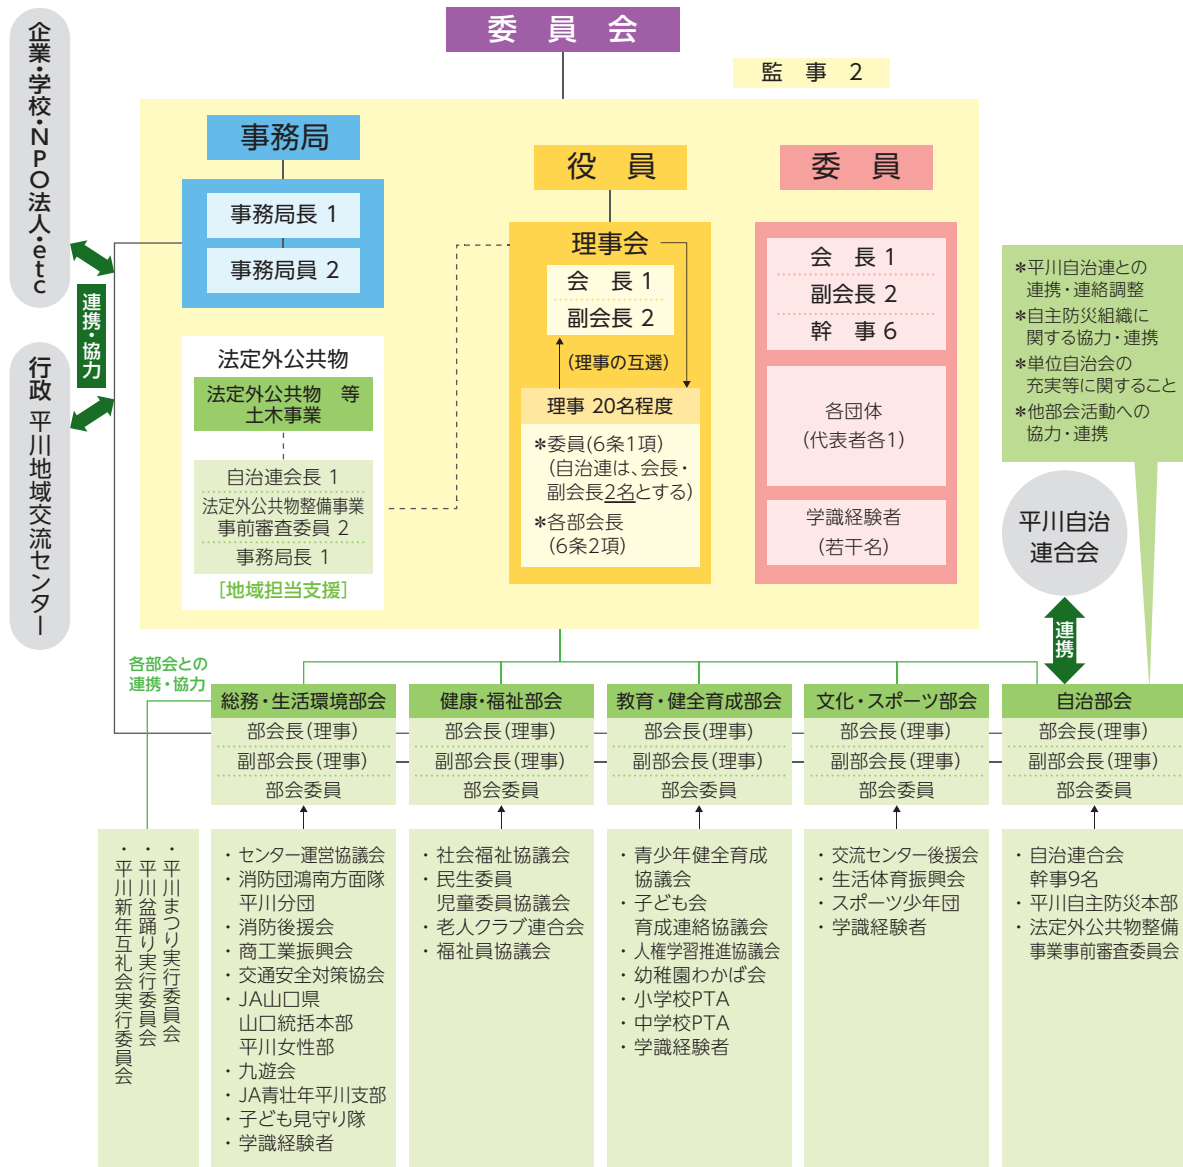 委員会
監事 2
企業・学校・NPO法人・etc
連携・協力
行政 平川地域交流センター
事務局
事務局長 1
事務局員 2
法定外公共物
法定外公共物 等
土木事業
自治連会長 1
法定外公共物整備事業
事前審査委員 2
事務局長 1
[地域担当支援]
役員
理事会
会 長 1
副会長 2
(理事の互選)
理事 20名程度
＊委員(6条1項)
(自治連は、会長・
副会長2名とする)
＊各部会長
(6条2項)
委員
会 長 1
副会長 2
幹 事 6
各団体
(代表者各1)
学識経験者
(若干名)
＊平川自治連との
連携・連絡調整
＊自主防災組織に
関する協力・連携
＊単位自治会の
充実等に関すること
＊他部会活動への
協力・連携
平川自治
連合会
連携
各部会との
連携・協力
総務・生活環境部会
部会長(理事)
副部会長(理事)
部会委員
健康・福祉部会
部会長(理事)
副部会長(理事)
部会委員
教育・健全育成部会
部会長(理事)
副部会長(理事)
部会委員
文化・スポーツ部会
部会長(理事)
副部会長(理事)
部会委員
自治部会
部会長(理事)
副部会長(理事)
部会委員
・平川まつり実行委員会
・平川盆踊り実行委員会
・平川新年互礼会実行委員会
・センター運営協議会
・消防団鴻南方面隊
平川分団
・消防後援会
・商工業振興会
・交通安全対策協会
・JA山口県
山口統括本部
平川女性部
・九遊会
・JA青壮年平川支部
・子ども見守り隊
・学識経験者
・社会福祉協議会
・民生委員
児童委員協議会
・老人クラブ連合会
・福祉員協議会
・青少年健全育成
協議会
・子ども会
育成連絡協議会
・人権学習推進協議会
・幼稚園わかば会
・小学校PTA
・中学校PTA
・学識経験者
・交流センター後援会
・生活体育振興会
・スポーツ少年団
・学識経験者
・自治連合会
幹事9名
・平川自主防災本部
・法定外公共物整備
事業事前審査委員会